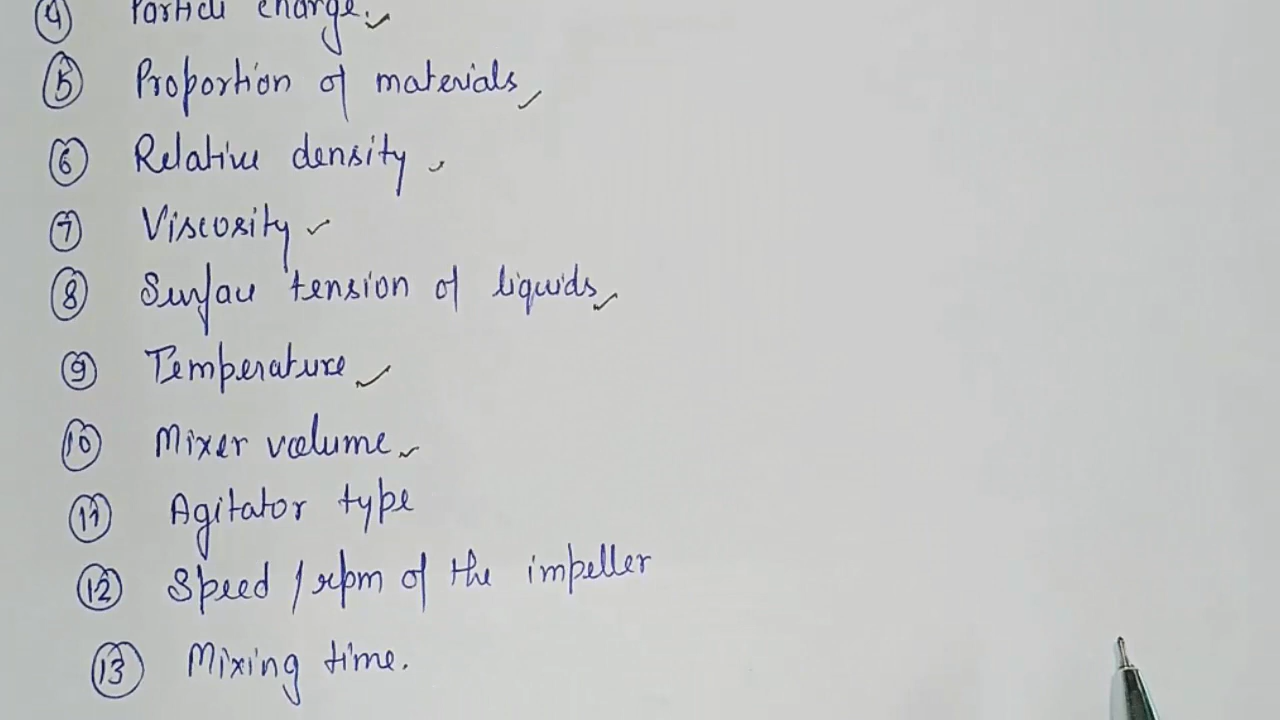 4 Particle charge.
5 Proportion of materials
6 Relative density
7 Viscosity
8 Surface tension of liquids
9 Temperature
10 Mixer volume
11 Agitator type
12 Speed / rpm of the impeller
13 Mixing time.